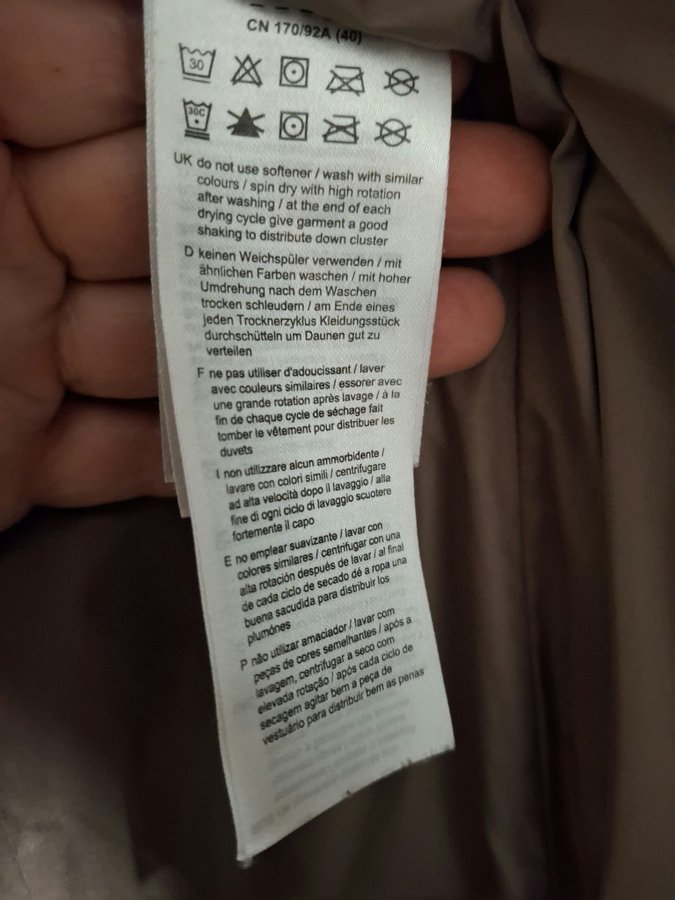 CN 170/92A (40)
30
30C
UK do not use softener / wash with similar
colours / spin dry with high rotation
after washing / at the end of each
drying cycle give garment a good
shaking to distribute down cluster
D keinen Weichspüler verwenden / mit
ähnlichen Farben waschen / mit hoher
Umdrehung nach dem Waschen
trocken schleudern / am Ende eines
jeden Trocknerzyklus Kleidungsstück
durchschütteln um Daunen gut zu
verteilen
F ne pas utiliser d'adoucissant / laver
avec couleurs similaires / essorer avec
une grande rotation après lavage / à la
fin de chaque cycle de séchage fait
tomber le vêtement pour distribuer les
duvets
I non utilizzare alcun ammorbidente /
lavare con colori simili / centrifugare
ad alta velocità dopo il lavaggio / alla
fine di ogni ciclo di lavaggio scuotere
fortemente il capo
E no emplear suavizante / lavar con
colores similares / centrifugar con una
alta rotación después de lavar / al final
de cada ciclo de secado dé a ropa una
buena sacudida para distribuir los
plumónes
P não utilizar amaciador / lavar com
peças de cores semelhantes / após a
lavagem, centrifugar a seco com
elevada rotação / após cada ciclo de
secagem agitar bem a peça de
vestuário para distribuir bem as penas